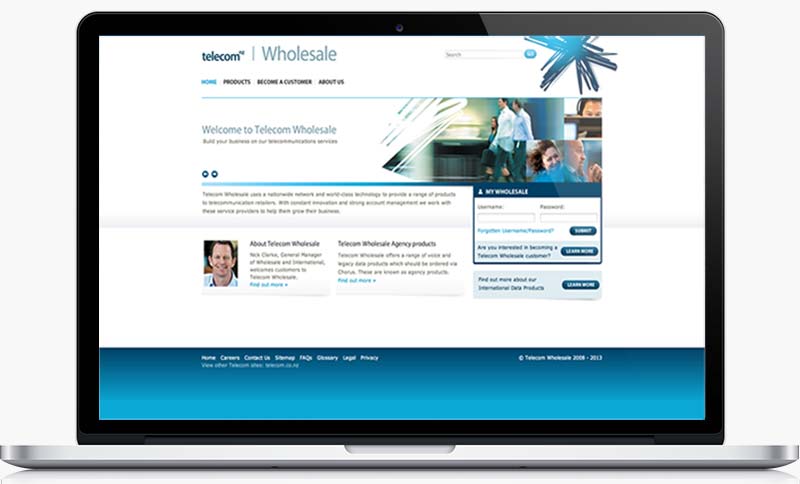 telecomNZ | Wholesale
Search GO
HOME PRODUCTS BECOME A CUSTOMER ABOUT US
Welcome to Telecom Wholesale
Build your business on our telecommunications services
Telecom Wholesale uses a nationwide network and world-class technology to provide a range of products
to telecommunication retailers. With constant innovation and strong account management we work with
these service providers to help them grow their business.
MY WHOLESALE
Username: Password:
Forgotten Username/Password? SUBMIT
Are you interested in becoming a
Telecom Wholesale customer? LEARN MORE
About Telecom Wholesale
Nick Clarke, General Manager
of Wholesale and International,
welcomes customers to
Telecom Wholesale.
Find out more »
Telecom Wholesale Agency products
Telecom Wholesale offers a range of voice and
legacy data products which should be ordered via
Chorus. These are known as agency products.
Find out more »
Find out more about our
International Data Products LEARN MORE
Home Careers Contact Us Sitemap FAQs Glossary Legal Privacy
View other Telecom sites: telecom.co.nz
© Telecom Wholesale 2008 - 2013